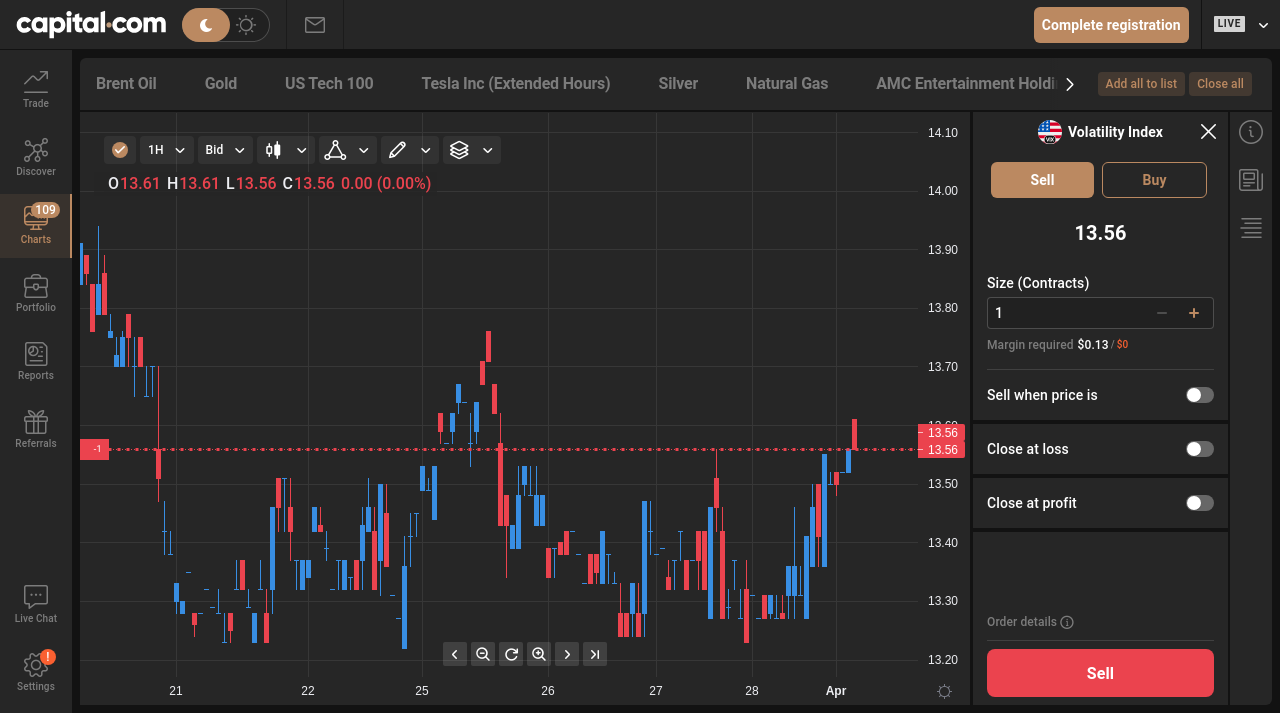 capital.com
Complete registration
LIVE
Trade
Discover
109
Charts
Portfolio
Reports
Referrals
Live Chat
!
Settings
Brent Oil
Gold
US Tech 100
Tesla Inc (Extended Hours)
Silver
Natural Gas
AMC Entertainment Holdi
Add all to list
Close all
1H
Bid
O13.61 H13.61 L13.56 C13.56 0.00 (0.00%)
14.10
14.00
13.90
13.80
13.70
13.56
13.56
13.50
13.40
13.30
13.20
-1
21
22
25
26
27
28
Apr
VIX
Volatility Index
Sell
Buy
13.56
Size (Contracts)
1
Margin required $0.13 / $0
Sell when price is
Close at loss
Close at profit
Order details
Sell